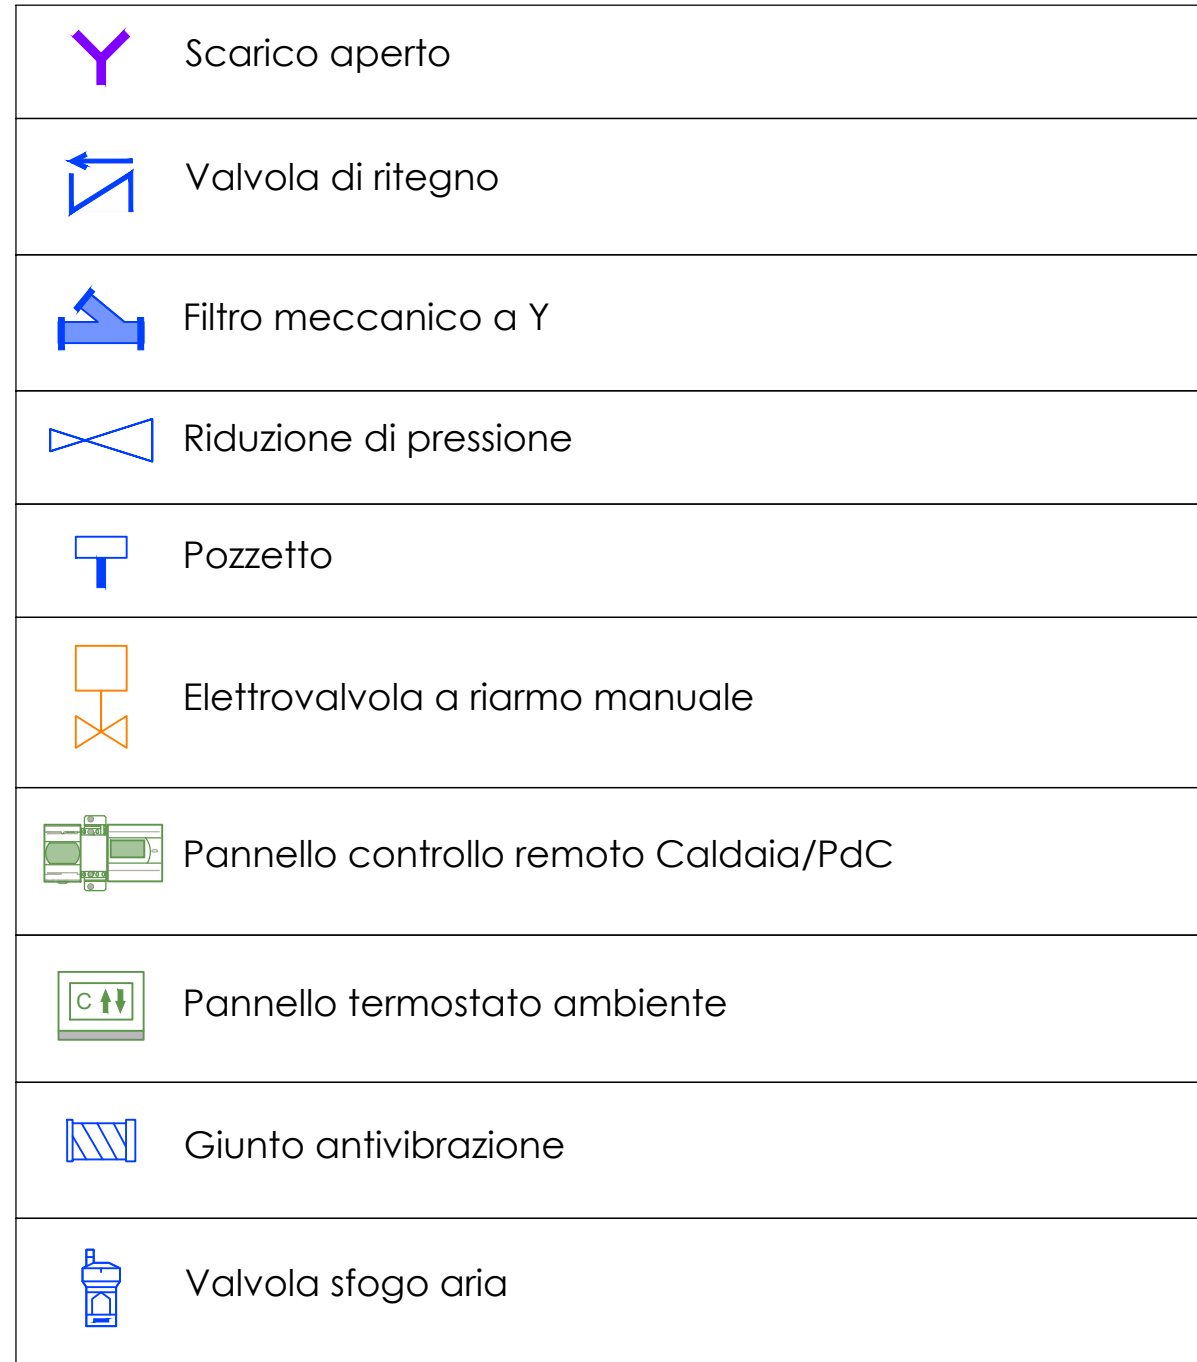 Scarico aperto
Valvola di ritegno
Filtro meccanico a Y
Riduzione di pressione
Pozzetto
Elettrovalvola a riarmo manuale
Pannello controllo remoto Caldaia/PdC
C
Pannello termostato ambiente
Giunto antivibrazione
Valvola sfogo aria